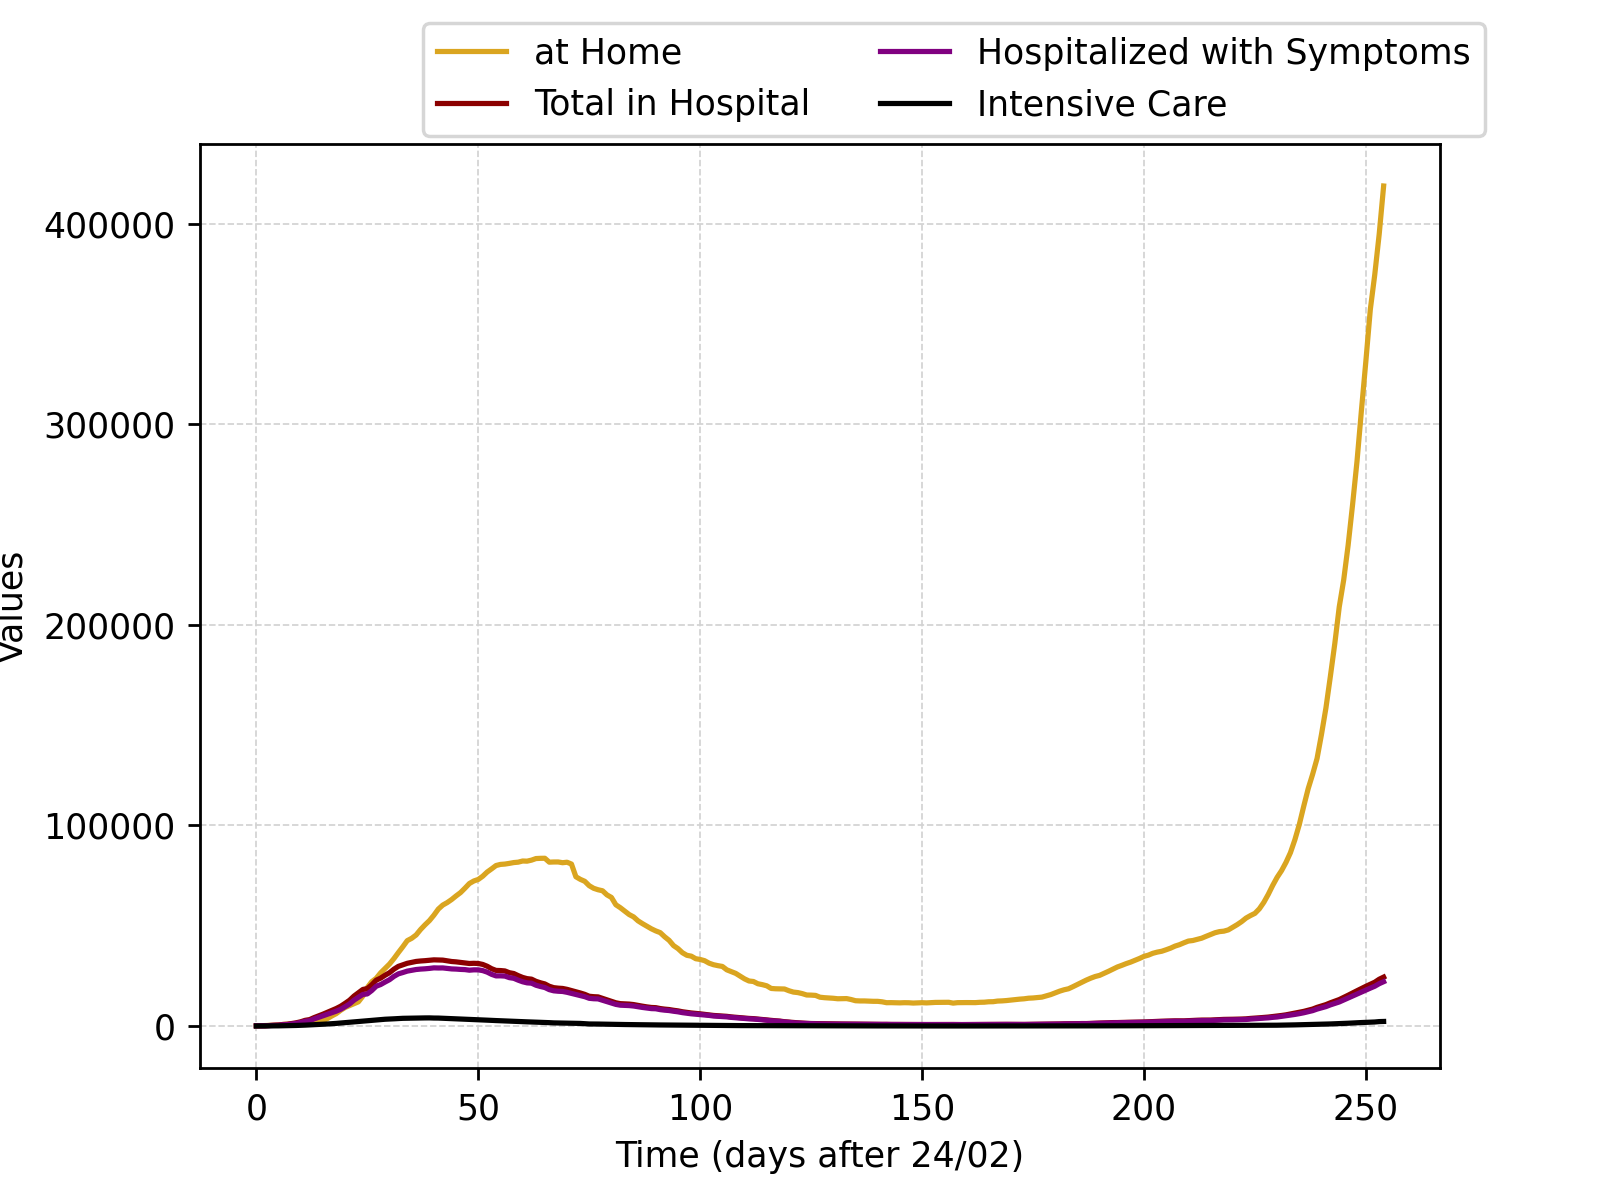 at Home
Total in Hospital
Hospitalized with Symptoms
Intensive Care
400000
300000
200000
100000
0
Values
0 50 100 150 200 250
Time (days after 24/02)